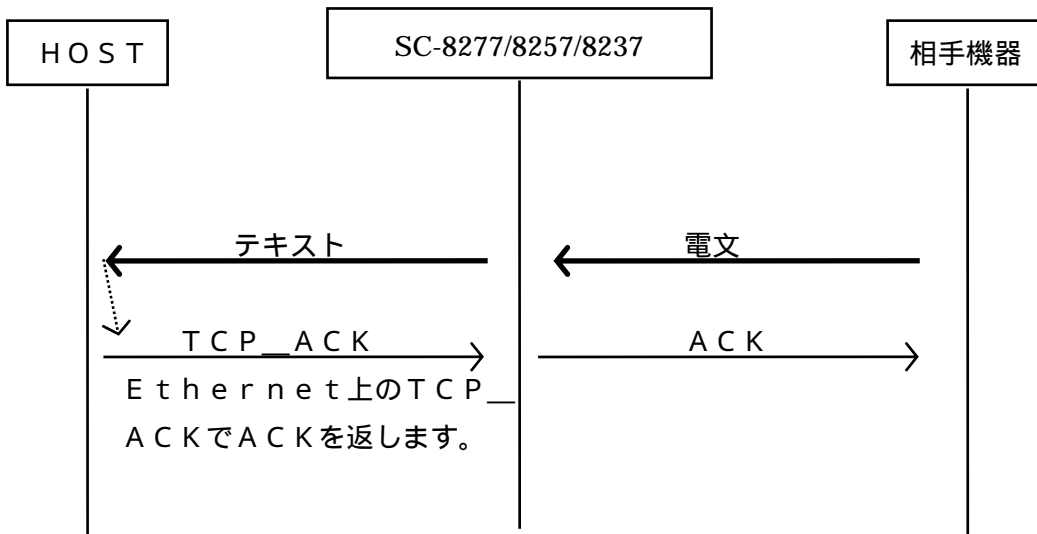 ＨＯＳＴ
SC-8277/8257/8237
相手機器
テキスト
電文
ＴＣＰ＿ＡＣＫ
ＡＣＫ
Ｅｔｈｅｒｎｅｔ上のＴＣＰ＿
ＡＣＫでＡＣＫを返します。